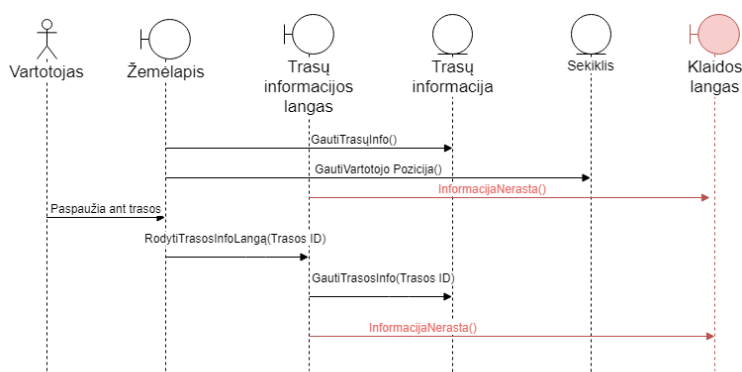 Vartotojas
Žemėlapis
Trasų
informacijos
langas
Trasų
informacija
Sekiklis
Klaidos
langas
GautiTrasųInfo()
GautiVartotojo Pozicija()
InformacijaNerasta()
Paspaužia ant trasos
RodytiTrasosInfoLangą(Trasos ID)
GautiTrasosInfo(Trasos ID)
InformacijaNerasta()